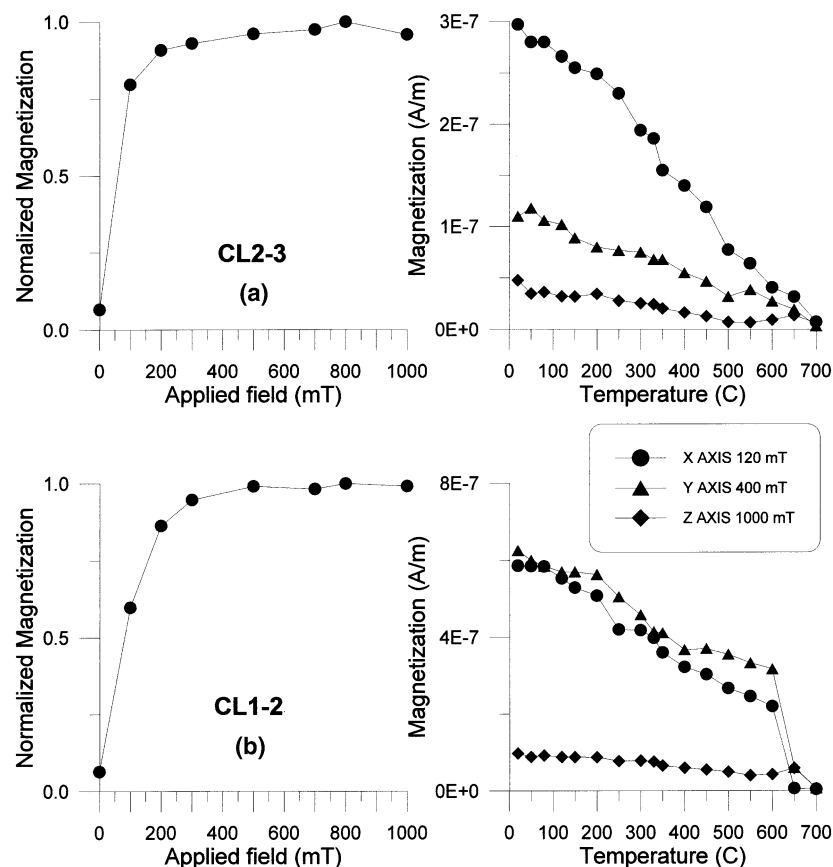 Nomalized Magnetization
1.0
0.5
0.0
CL2-3
(a)
0 200 400 600 800 1000
Applied field (mT)
Magnetization (A/m)
3E-7
2E-7
1E-7
0E+0
0 100 200 300 400 500 600 700
Temperature (C)
X AXIS 120 mT
Y AXIS 400 mT
Z AXIS 1000 mT
Normalized Magnetization
1.0
0.5
0.0
CL1-2
(b)
0 200 400 600 800 1000
Applied field (mT)
Magnetization (A/m)
8E-7
4E-7
0E+0
0 100 200 300 400 500 600 700
Temperature (C)